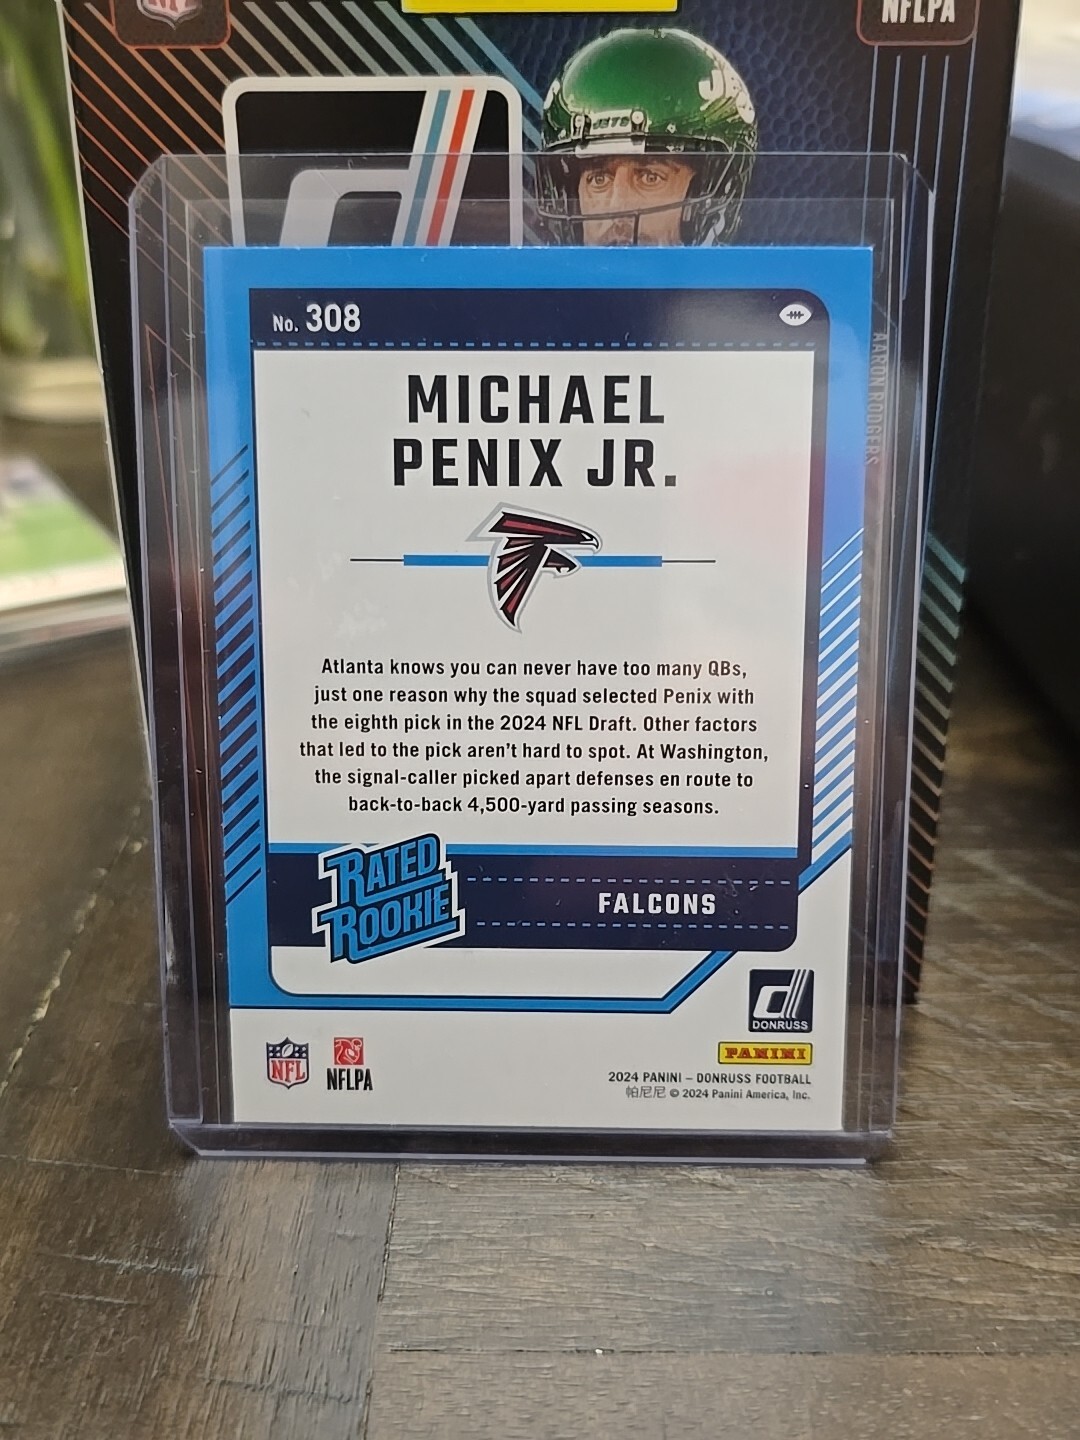 NFLPA
JETS
AARON RODGERS
No. 308
MICHAEL
PENIX JR.
Atlanta knows you can never have too many QBs,
just one reason why the squad selected Penix with
the eighth pick in the 2024 NFL Draft. Other factors
that led to the pick aren't hard to spot. At Washington,
the signal-caller picked apart defenses en route to
back-to-back 4,500-yard passing seasons.
RATED
ROOKIE
FALCONS
DONRUSS
PANINI
NFL
NFLPA
2024 PANINI – DONRUSS FOOTBALL
帕尼尼 © 2024 Panini America, Inc.